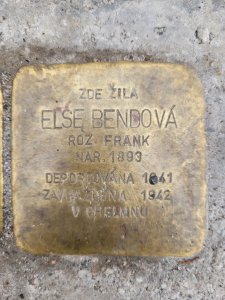 ZDE ŽILA
ELSE BENDOVÁ
ROZ. FRANK
NAR. 1893
DEPORTOVÁNA 1941
ZAVRAŽDĚNA 1942
V CHELMNU